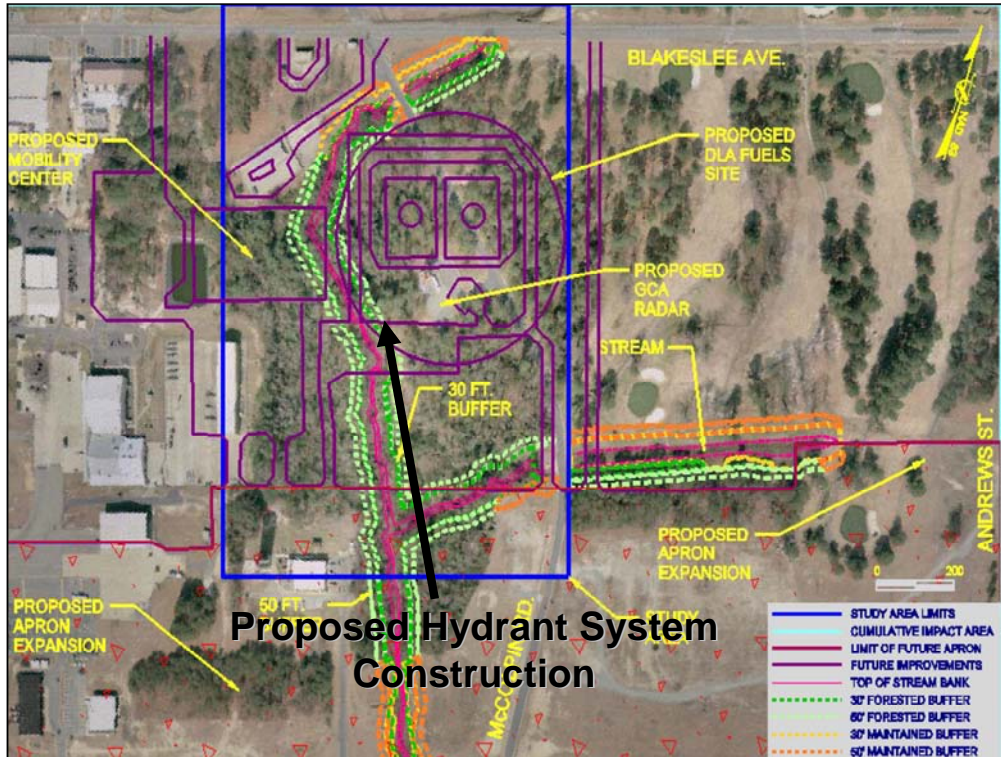 BLAKESLEE AVE.
NAD 83
PROPOSED
MOBILITY
CENTER
PROPOSED
DLA FUELS
SITE
PROPOSED
GCA
RADAR
STREAM
30 FT.
BUFFER
ANDREWS ST.
PROPOSED
APRON
EXPANSION
0 200
PROPOSED
APRON
EXPANSION
50 FT.
STUDY
Proposed Hydrant System
Construction
RD.
STUDY AREA LIMITS
CUMULATIVE IMPACT AREA
LIMIT OF FUTURE APRON
FUTURE IMPROVEMENTS
TOP OF STREAM BANK
30' FORESTED BUFFER
60' FORESTED BUFFER
30' MAINTAINED BUFFER
50' MAINTAINED BUFFER